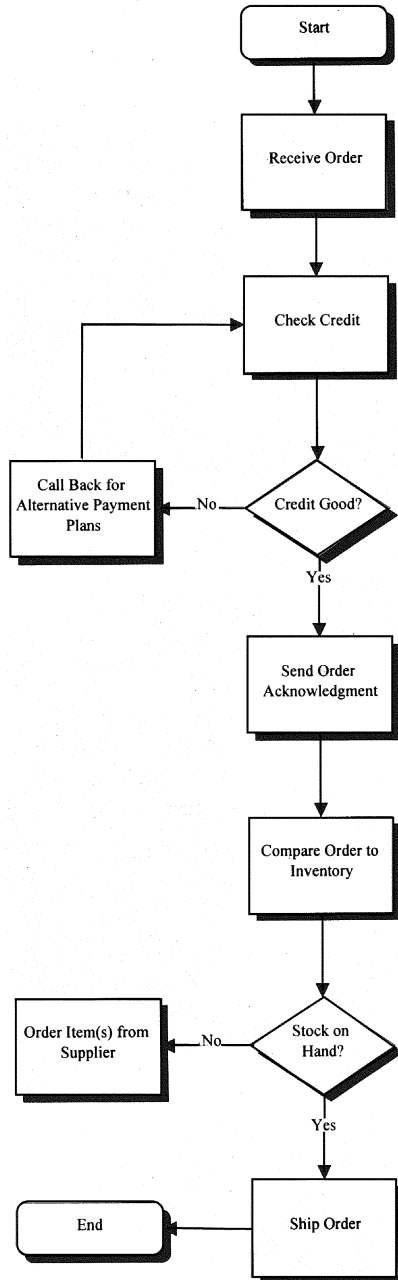 Start
Receive Order
Check Credit
Call Back for
Alternative Payment
Plans
No
Credit Good?
Yes
Send Order
Acknowledgment
Compare Order to
Inventory
Order Item(s) from
Supplier
No
Stock on
Hand?
Yes
End
Ship Order